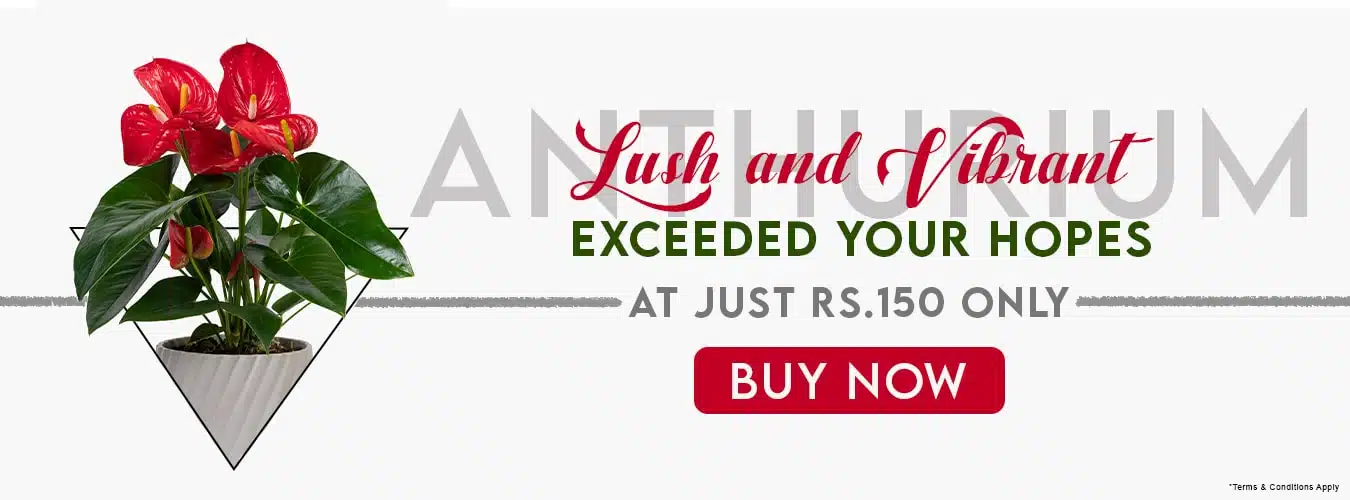 ANTHURIUM
Lush and Vibrant
EXCEEDED YOUR HOPES
AT JUST RS.150 ONLY
BUY NOW
*Terms & Conditions Apply